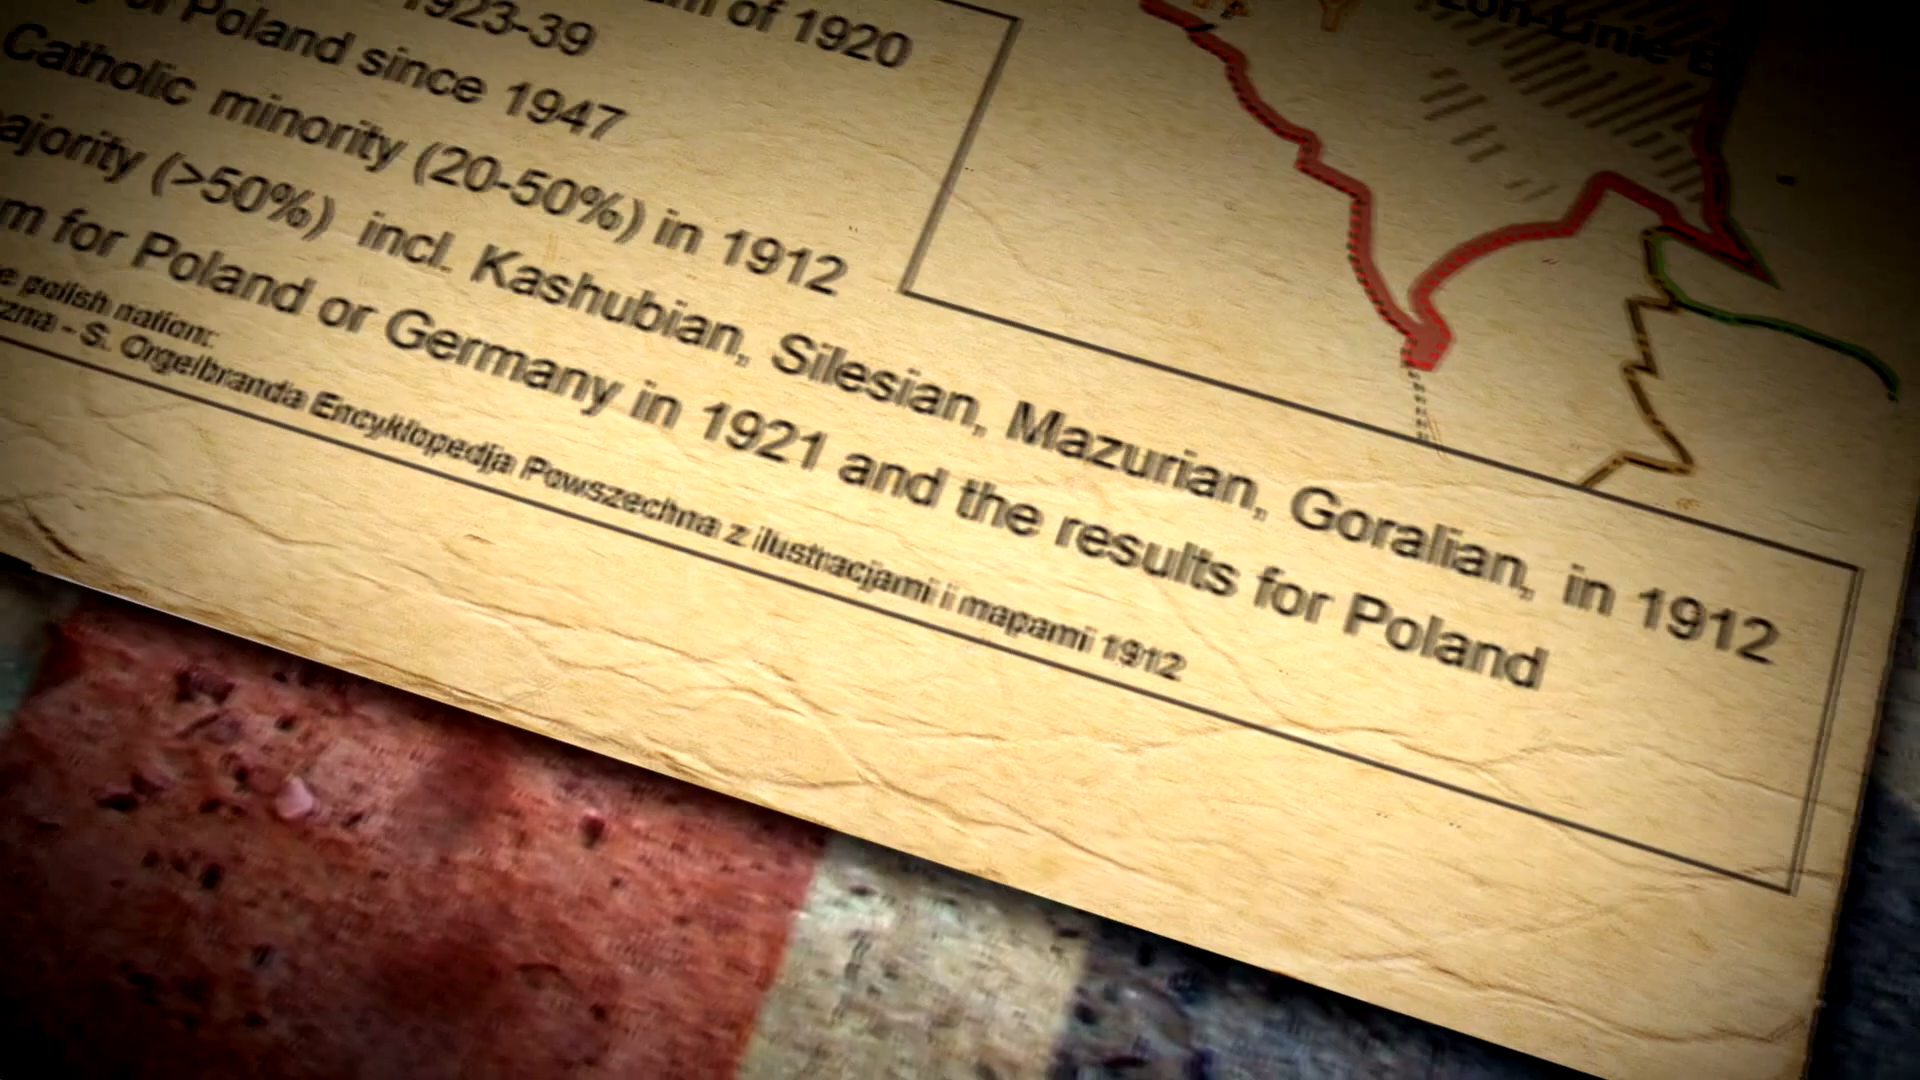 of 1920
1923-39
of Poland since 1947
Catholic minority (20-50%) in 1912
(>50%) incl. Kashubian, Silesian, Mazurian, Goralian, in 1912
for Poland or Germany in 1921 and the results for Poland
polish nation:
- S. Orgelbranda Encyklopedja Powszechna z ilustracjami i mapami 1912